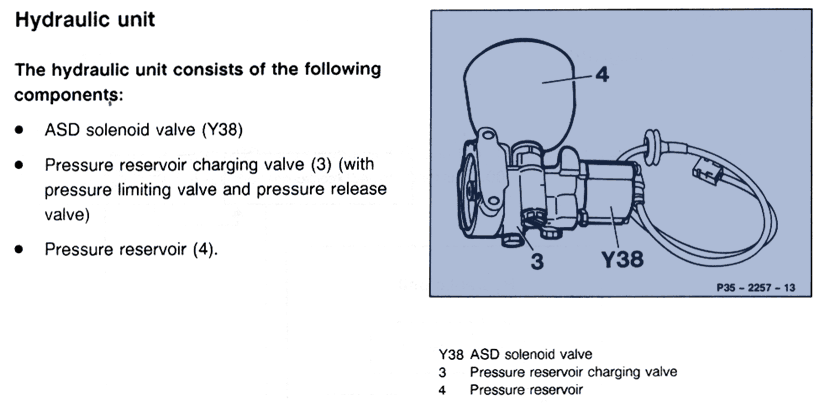 Hydraulic unit
The hydraulic unit consists of the following
components:
● ASD solenoid valve (Y38)
● Pressure reservoir charging valve (3) (with
pressure limiting valve and pressure release
valve)
● Pressure reservoir (4).
4
3
Y38
P35 – 2257 – 13
Y38 ASD solenoid valve
3 Pressure reservoir charging valve
4 Pressure reservoir